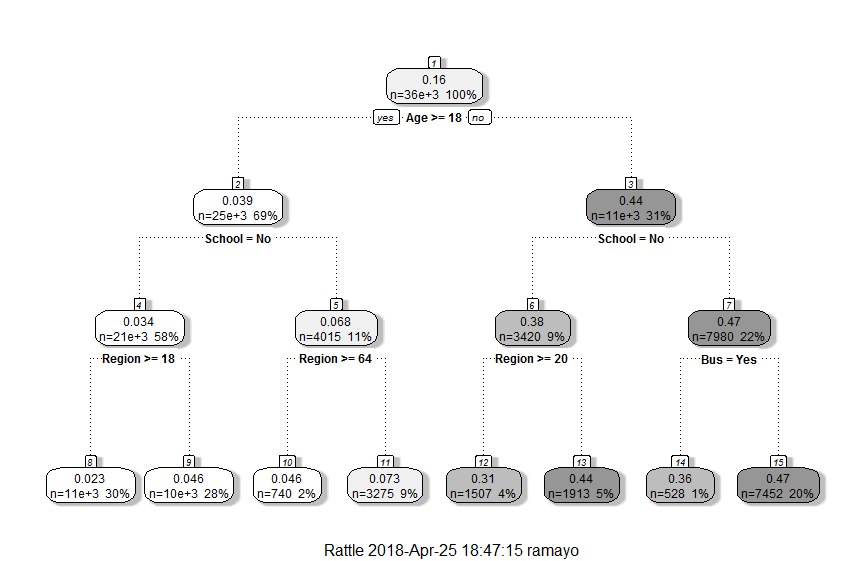 1
0.16
n=36e+3 100%
yes Age >= 18 no
2
0.039
n=25e+3 69%
School = No
3
0.44
n=11e+3 31%
School = No
4
0.034
n=21e+3 58%
Region >= 18
5
0.068
n=4015 11%
Region >= 64
6
0.38
n=3420 9%
Region >= 20
7
0.47
n=7980 22%
Bus = Yes
8
0.023
n=11e+3 30%
9
0.046
n=10e+3 28%
10
0.046
n=740 2%
11
0.073
n=3275 9%
12
0.31
n=1507 4%
13
0.44
n=1913 5%
14
0.36
n=528 1%
15
0.47
n=7452 20%
Rattle 2018-Apr-25 18:47:15 ramayo